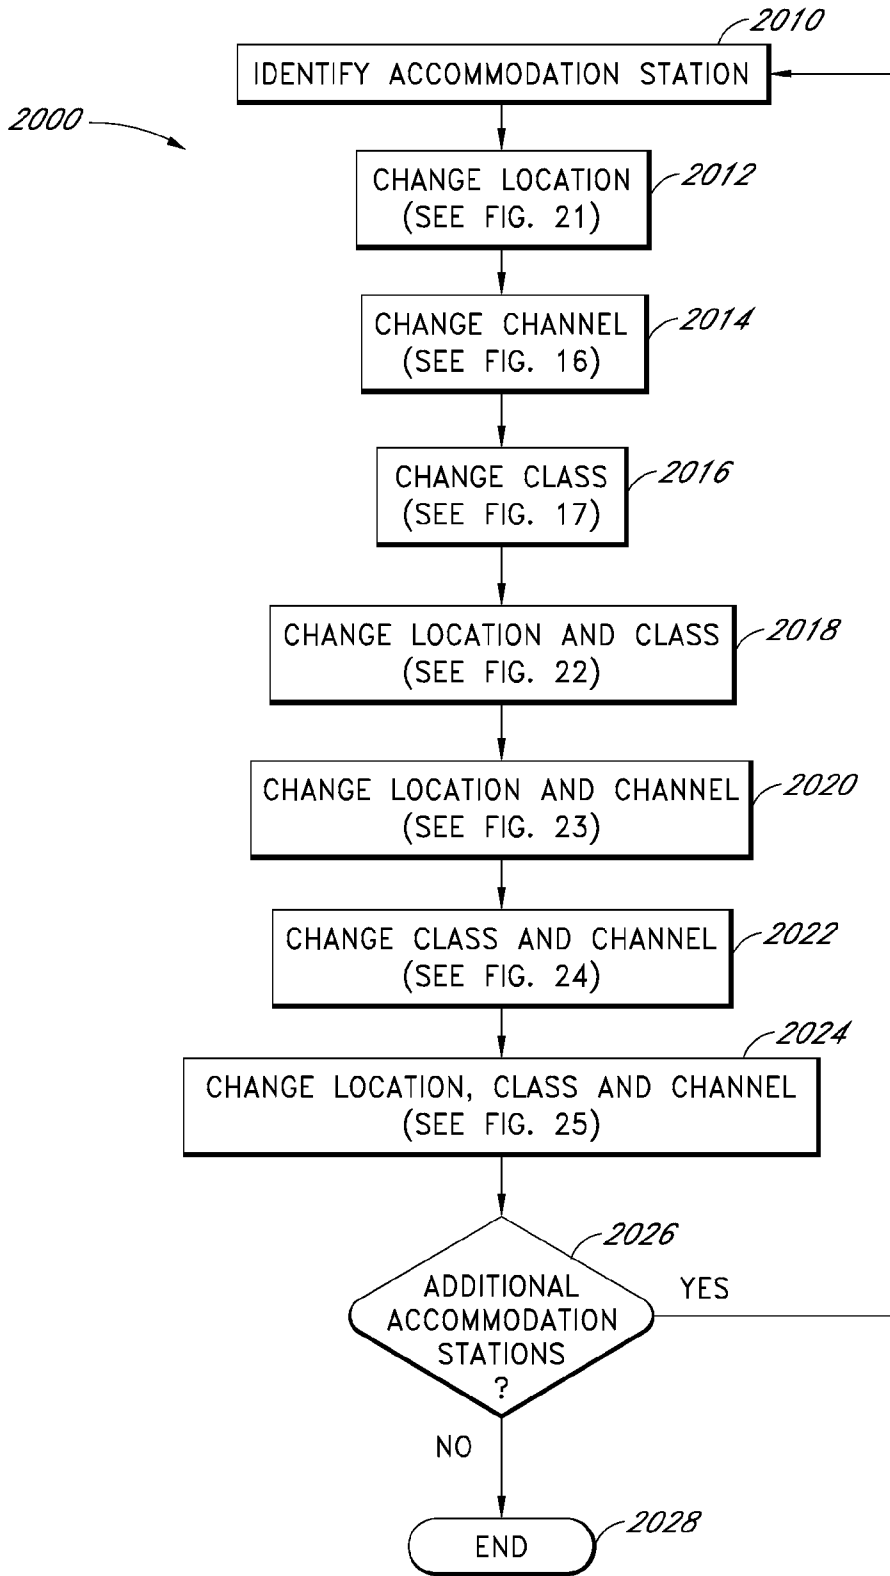 2010
IDENTIFY ACCOMMODATION STATION
2000
CHANGE LOCATION
(SEE FIG. 21)
2012
CHANGE CHANNEL
(SEE FIG. 16)
2014
CHANGE CLASS
(SEE FIG. 17)
2016
CHANGE LOCATION AND CLASS
(SEE FIG. 22)
2018
CHANGE LOCATION AND CHANNEL
(SEE FIG. 23)
2020
CHANGE CLASS AND CHANNEL
(SEE FIG. 24)
2022
2024
CHANGE LOCATION, CLASS AND CHANNEL
(SEE FIG. 25)
2026
ADDITIONAL
ACCOMMODATION
STATIONS
?
YES
NO
END
2028